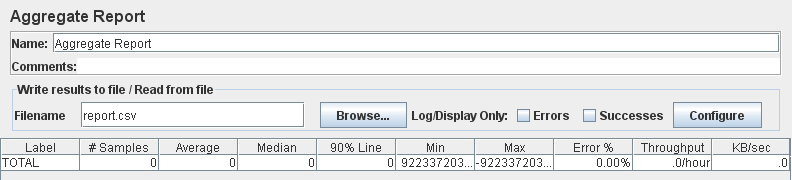 Aggregate Report
Name: Aggregate Report
Comments:
Write results to file / Read from file
Filename report.csv Browse... Log/Display Only: Errors Successes Configure
Label # Samples Average Median 90% Line Min Max Error % Throughput KB/sec
TOTAL 0 0 0 0 922337203... -922337203... 0.00% .0/hour .0